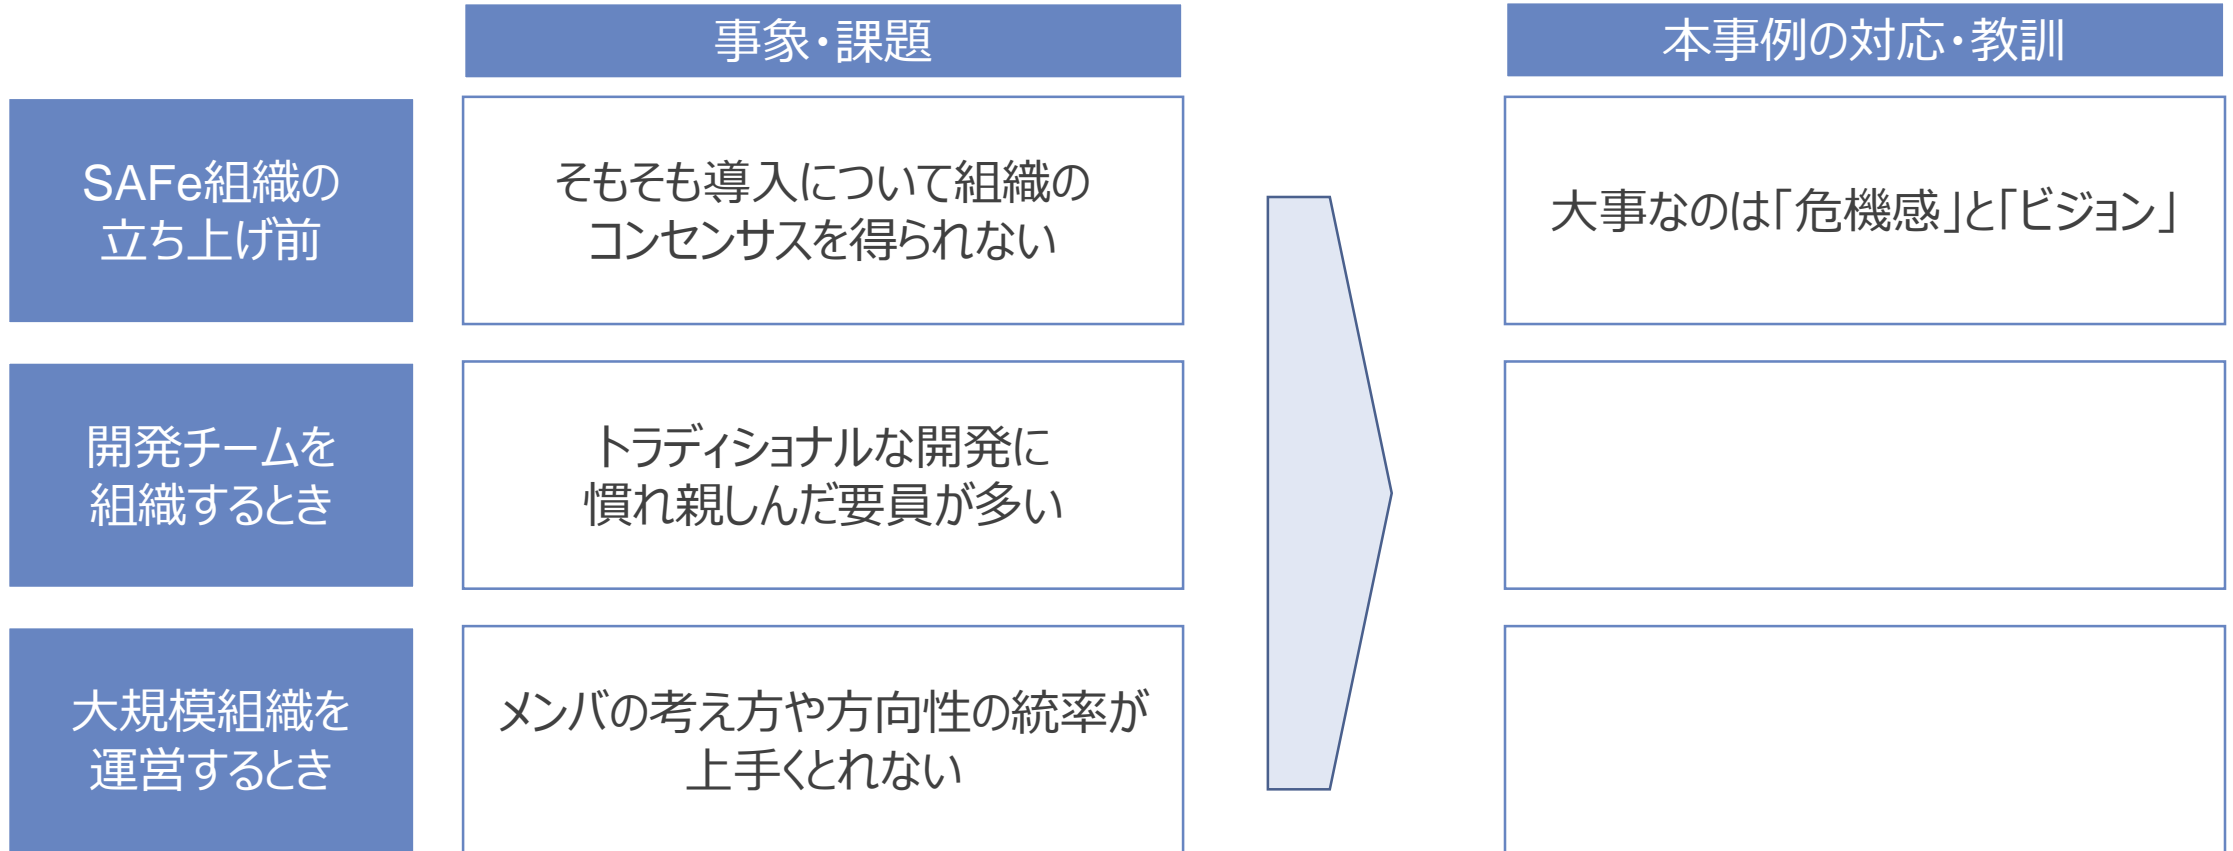 事象・課題
本事例の対応・教訓
SAFe組織の
立ち上げ前
そもそも導入について組織の
コンセンサスを得られない
大事なのは「危機感」と「ビジョン」
開発チームを
組織するとき
トラディショナルな開発に
慣れ親しんだ要員が多い
大規模組織を
運営するとき
メンバの考え方や方向性の統率が
上手くとれない